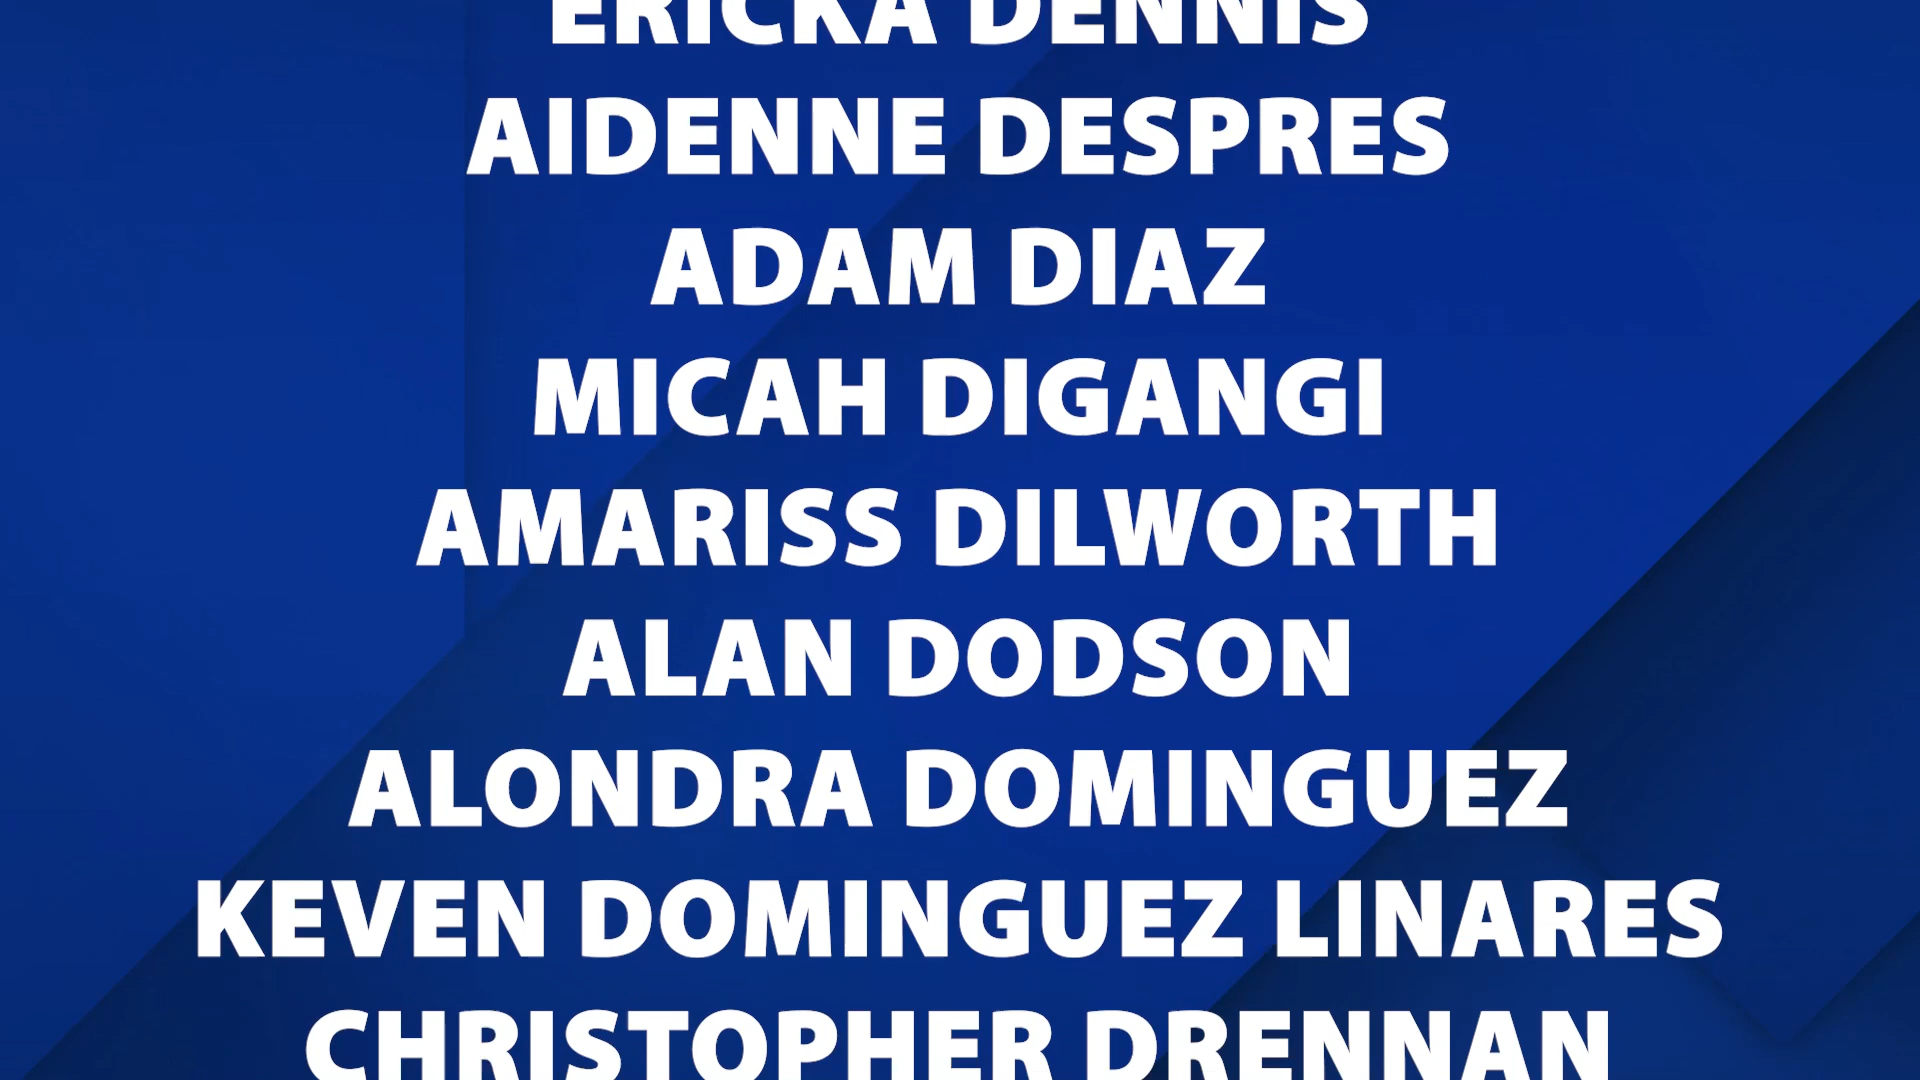 ERICKA DENNIS
AIDENNE DESPRES
ADAM DIAZ
MICAH DIGANGI
AMARISS DILWORTH
ALAN DODSON
ALONDRA DOMINGUEZ
KEVEN DOMINGUEZ LINARES
CHRISTOPHER DRENNAN